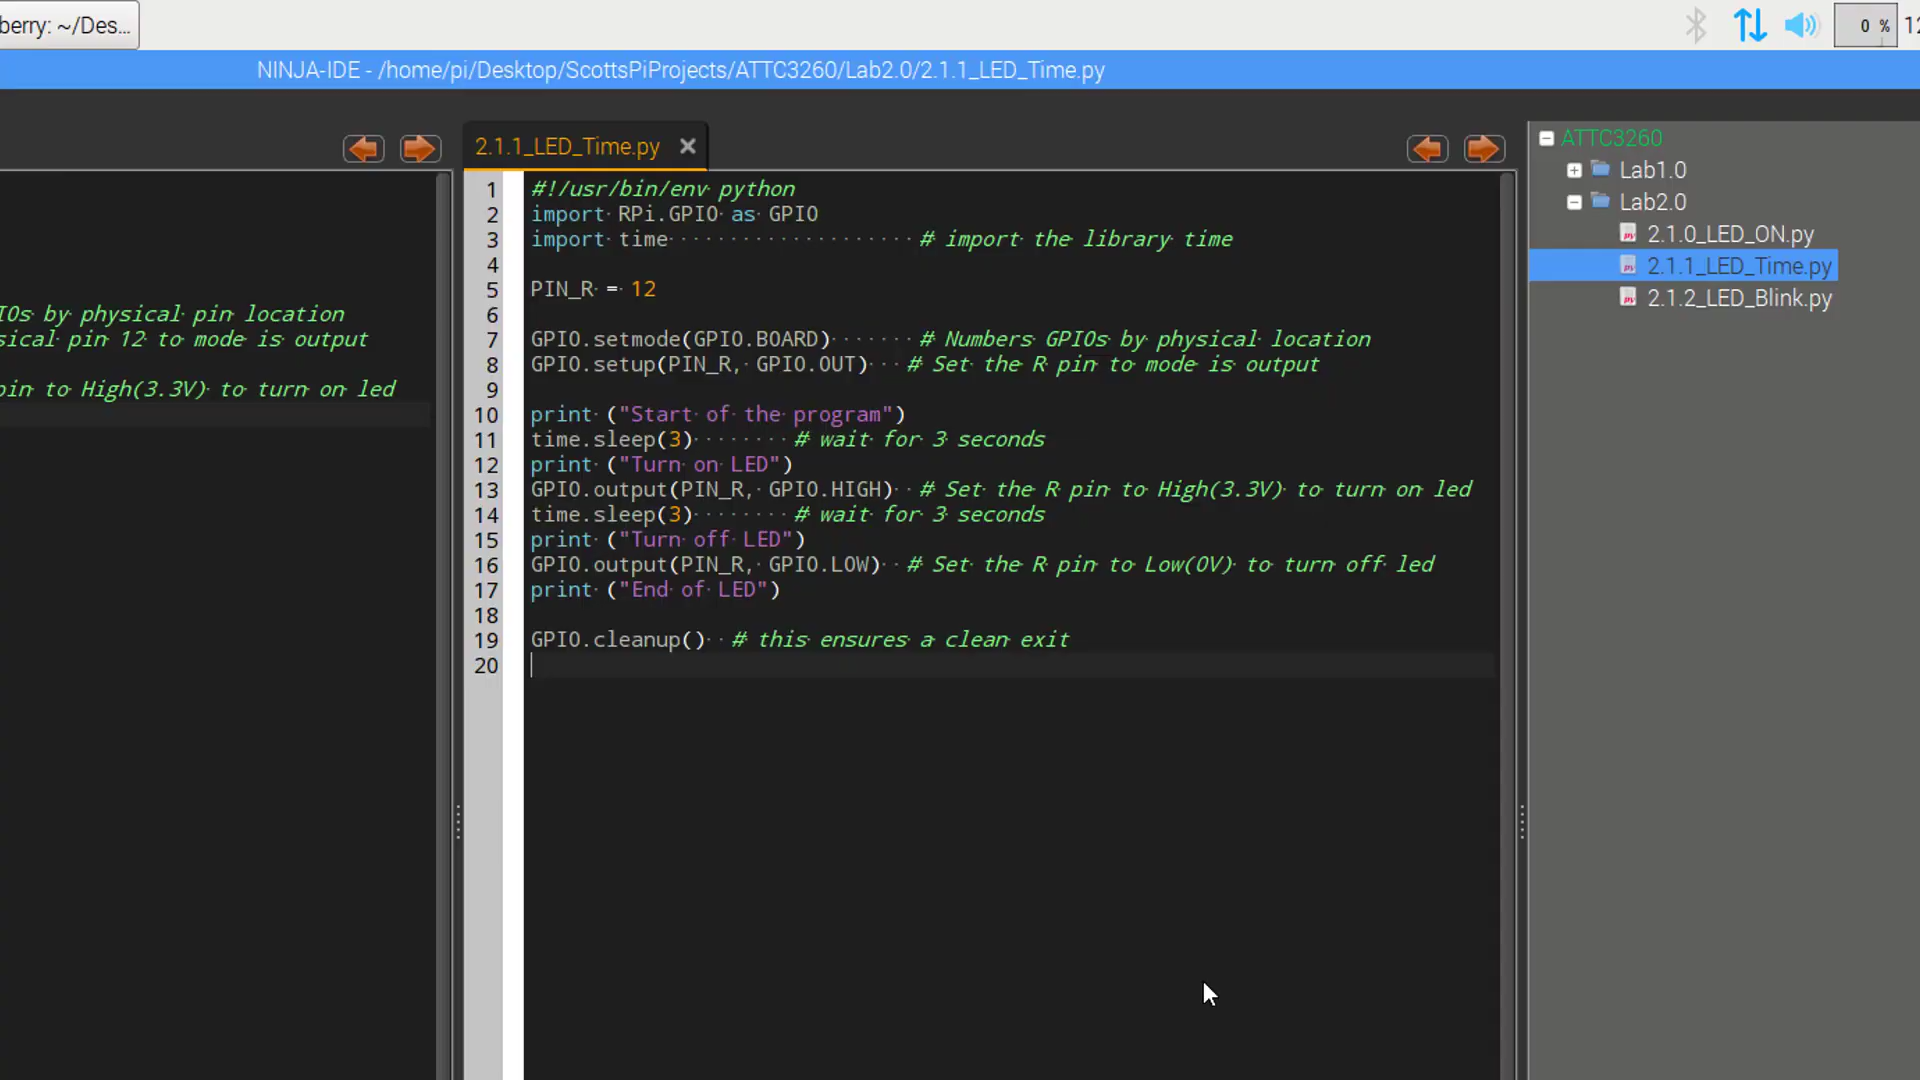 berry: ~/Des...
0 %
12
NINJA-IDE - /home/pi/Desktop/ScottsPiProjects/ATTC3260/Lab2.0/2.1.1_LED_Time.py
IOs by physical pin location
sical pin 12 to mode is output
pin to High(3.3V) to turn on led
2.1.1_LED_Time.py
1 #!/usr/bin/env python
2 import RPi.GPIO as GPIO
3 import time # import the library time
4
5 PIN_R = 12
6
7 GPIO.setmode(GPIO.BOARD) # Numbers GPIOs by physical location
8 GPIO.setup(PIN_R, GPIO.OUT) # Set the R pin to mode is output
9
10 print ("Start of the program")
11 time.sleep(3) # wait for 3 seconds
12 print ("Turn on LED")
13 GPIO.output(PIN_R, GPIO.HIGH) # Set the R pin to High(3.3V) to turn on led
14 time.sleep(3) # wait for 3 seconds
15 print ("Turn off LED")
16 GPIO.output(PIN_R, GPIO.LOW) # Set the R pin to Low(0V) to turn off led
17 print ("End of LED")
18
19 GPIO.cleanup() # this ensures a clean exit
20
ATTC3260
Lab1.0
Lab2.0
2.1.0_LED_ON.py
2.1.1_LED_Time.py
2.1.2_LED_Blink.py